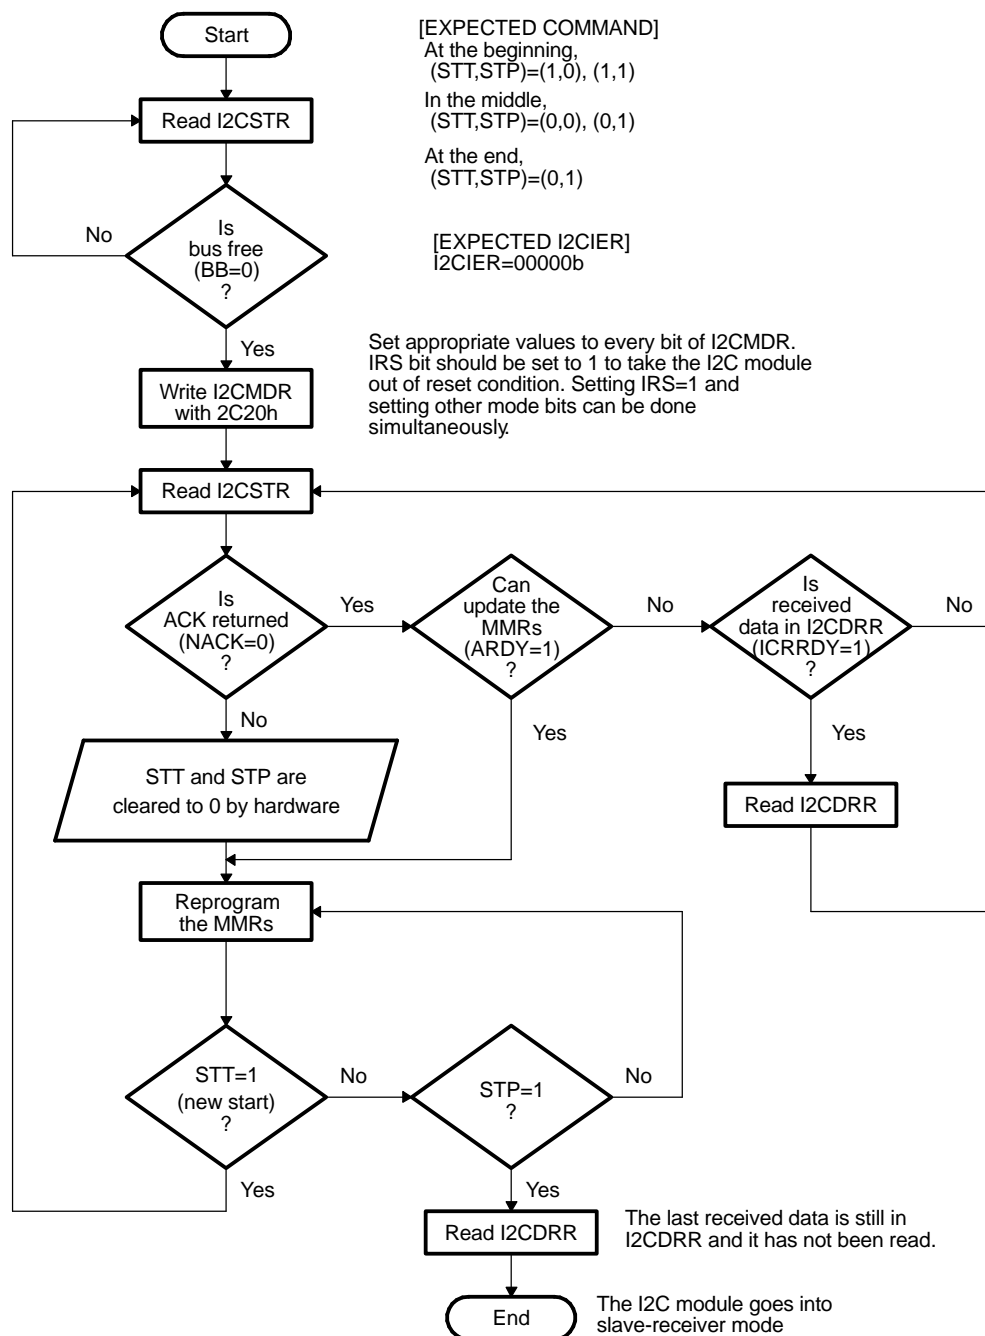 Start
[EXPECTED COMMAND]
At the beginning,
(STT,STP)=(1,0), (1,1)
In the middle,
(STT,STP)=(0,0), (0,1)
At the end,
(STT,STP)=(0,1)
Read I2CSTR
Is
bus free
(BB=0)
?
No
[EXPECTED I2CIER]
I2CIER=00000b
Yes
Set appropriate values to every bit of I2CMDR.
IRS bit should be set to 1 to take the I2C module
out of reset condition. Setting IRS=1 and
setting other mode bits can be done
simultaneously.
Write I2CMDR
with 2C20h
Read I2CSTR
Is
ACK returned
(NACK=0)
?
Yes
Can
update the
MMRs
(ARDY=1)
?
No
Is
received
data in I2CDRR
(ICRRDY=1)
?
No
No
Yes
Yes
STT and STP are
cleared to 0 by hardware
Read I2CDRR
Reprogram
the MMRs
STT=1
(new start)
?
No
STP=1
?
No
Yes
Yes
Read I2CDRR
The last received data is still in
I2CDRR and it has not been read.
End
The I2C module goes into
slave-receiver mode